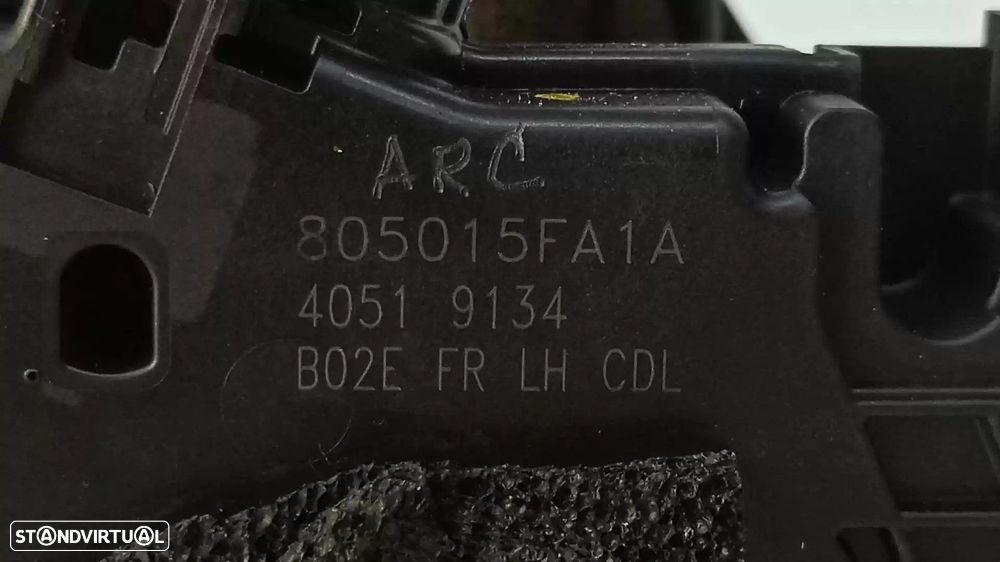 ARC
805015FA1A
4051 9134
B02E FR LH CDL
STANDVIRTUAL